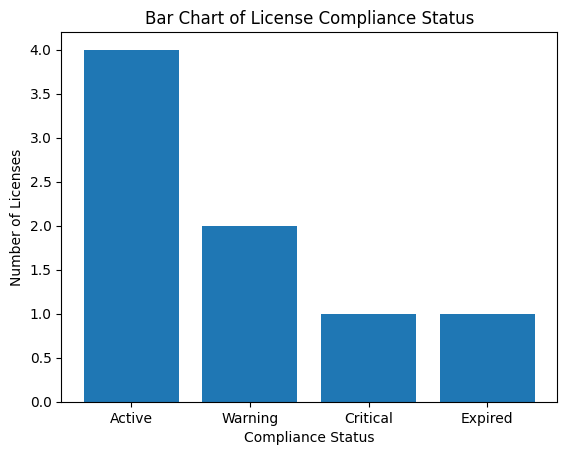 Bar Chart of License Compliance Status
4.0
3.5
3.0
2.5
2.0
1.5
1.0
0.5
0.0
Number of Licenses
Active Warning Critical Expired
Compliance Status